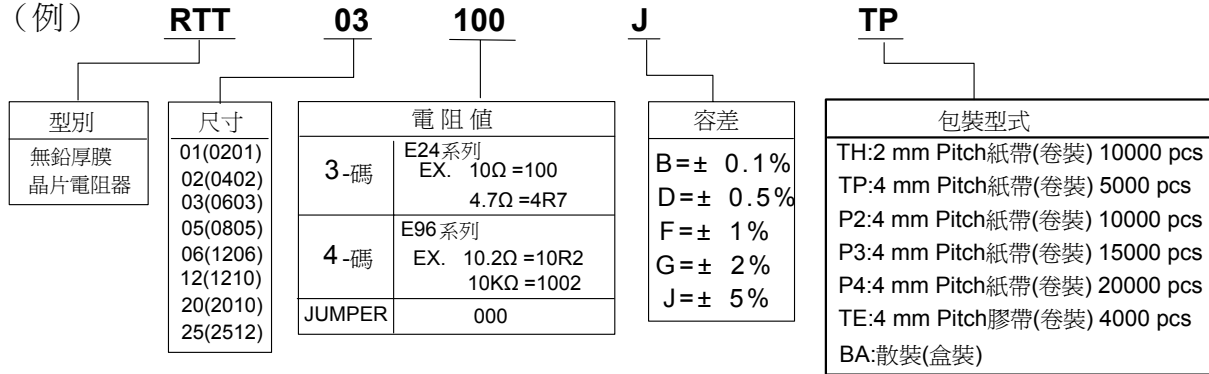 (例) RTT 03 100 J TP
型別
無鉛厚膜
晶片電阻器
尺寸
01(0201)
02(0402)
03(0603)
05(0805)
06(1206)
12(1210)
20(2010)
25(2512)
電阻值
3-碼
E24系列
EX. 10Ω =100
4.7Ω =4R7
4-碼
E96系列
EX. 10.2Ω =10R2
10KΩ =1002
JUMPER 000
容差
B=± 0.1%
D=± 0.5%
F=± 1%
G=± 2%
J=± 5%
包裝型式
TH:2 mm Pitch紙帶(卷裝) 10000 pcs
TP:4 mm Pitch紙帶(卷裝) 5000 pcs
P2:4 mm Pitch紙帶(卷裝) 10000 pcs
P3:4 mm Pitch紙帶(卷裝) 15000 pcs
P4:4 mm Pitch紙帶(卷裝) 20000 pcs
TE:4 mm Pitch膠帶(卷裝) 4000 pcs
BA:散裝(盒裝)